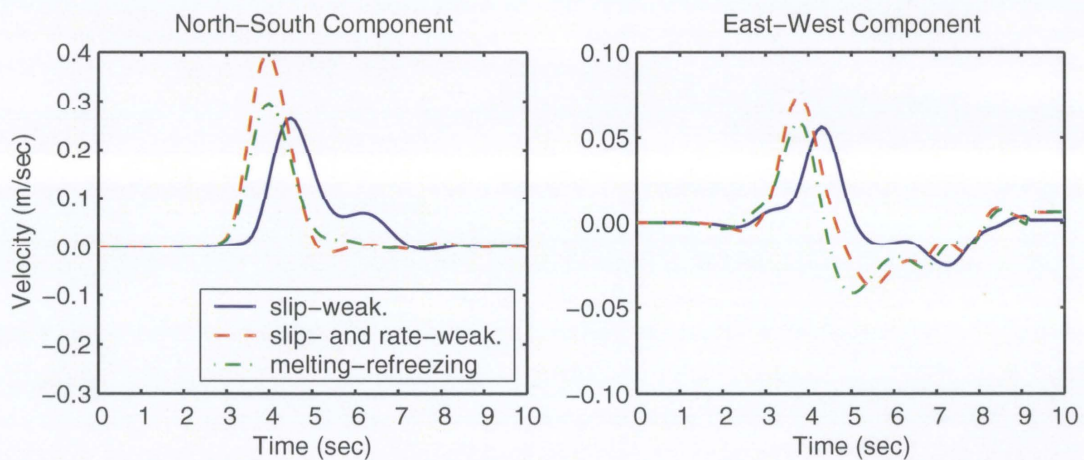 North–South Component
0.4
0.3
0.2
0.1
0.0
−0.1
−0.2
−0.3
Velocity (m/sec)
slip–weak.
slip– and rate–weak.
melting–refreezing
0 1 2 3 4 5 6 7 8 9 10
Time (sec)
East–West Component
0.10
0.05
0.00
−0.05
−0.10
0 1 2 3 4 5 6 7 8 9 10
Time (sec)